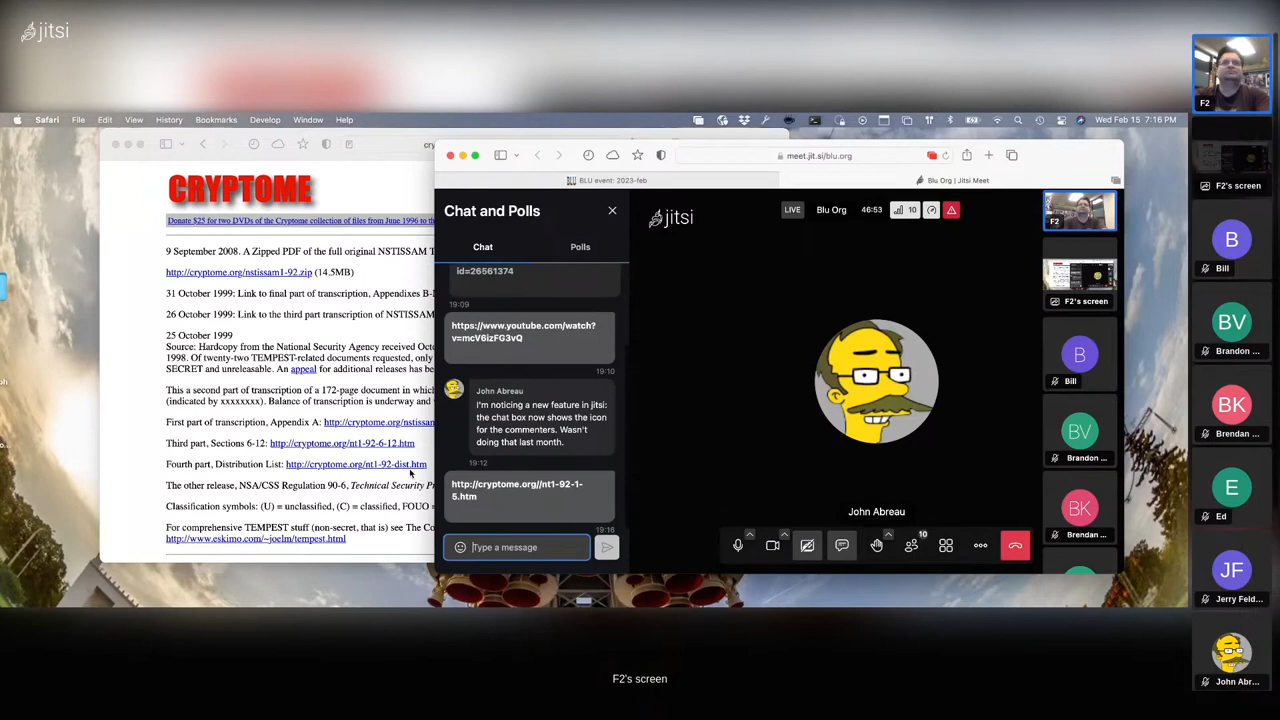 jitsi
Safari File Edit View History Bookmarks Develop Window Help
Wed Feb 15 7:16 PM
CRYPTOME
Donate $25 for two DVDs of the Cryptome collection of files from June 1996 to th
9 September 2008. A Zipped PDF of the full original NSTISSAM T
http://cryptome.org/nstissam1-92.zip (14.5MB)
31 October 1999: Link to final part of transcription, Appendixes B-
26 October 1999: Link to the third part transcription of NSTISSAM
25 October 1999
Source: Hardcopy from the National Security Agency received Octo
1998. Of twenty-two TEMPEST-related documents requested, only
SECRET and unreleasable. An appeal for additional releases has be
This a second part of transcription of a 172-page document in which
(indicated by xxxxxxxx). Balance of transcription is underway and
First part of transcription, Appendix A: http://cryptome.org/nstissam
Third part, Sections 6-12: http://cryptome.org/nt1-92-6-12.htm
Fourth part, Distribution List: http://cryptome.org/nt1-92-dist.htm
The other release, NSA/CSS Regulation 90-6, Technical Security Pr
Classification symbols: (U) = unclassified, (C) = classified, FOUO =
For comprehensive TEMPEST stuff (non-secret, that is) see The Co
http://www.eskimo.com/~joelm/tempest.html
meet.jit.si/blu.org
BLU event: 2023-feb
Blu Org | Jitsi Meet
Chat and Polls
Chat
Polls
id=26561374
19:09
https://www.youtube.com/watch?
v=mcV6izFG3vQ
19:10
John Abreau
I'm noticing a new feature in jitsi:
the chat box now shows the icon
for the commenters. Wasn't
doing that last month.
19:12
http://cryptome.org//nt1-92-1-
5.htm
19:16
Type a message
jitsi
LIVE
Blu Org
46:53
10
John Abreau
10
F2
F2's screen
B
Bill
BV
Brandon ...
BK
Brendan ...
F2's screen
F2
F2's screen
B
Bill
BV
Brandon ...
BK
Brendan ...
E
Ed
JF
Jerry Feld...
John Abr...